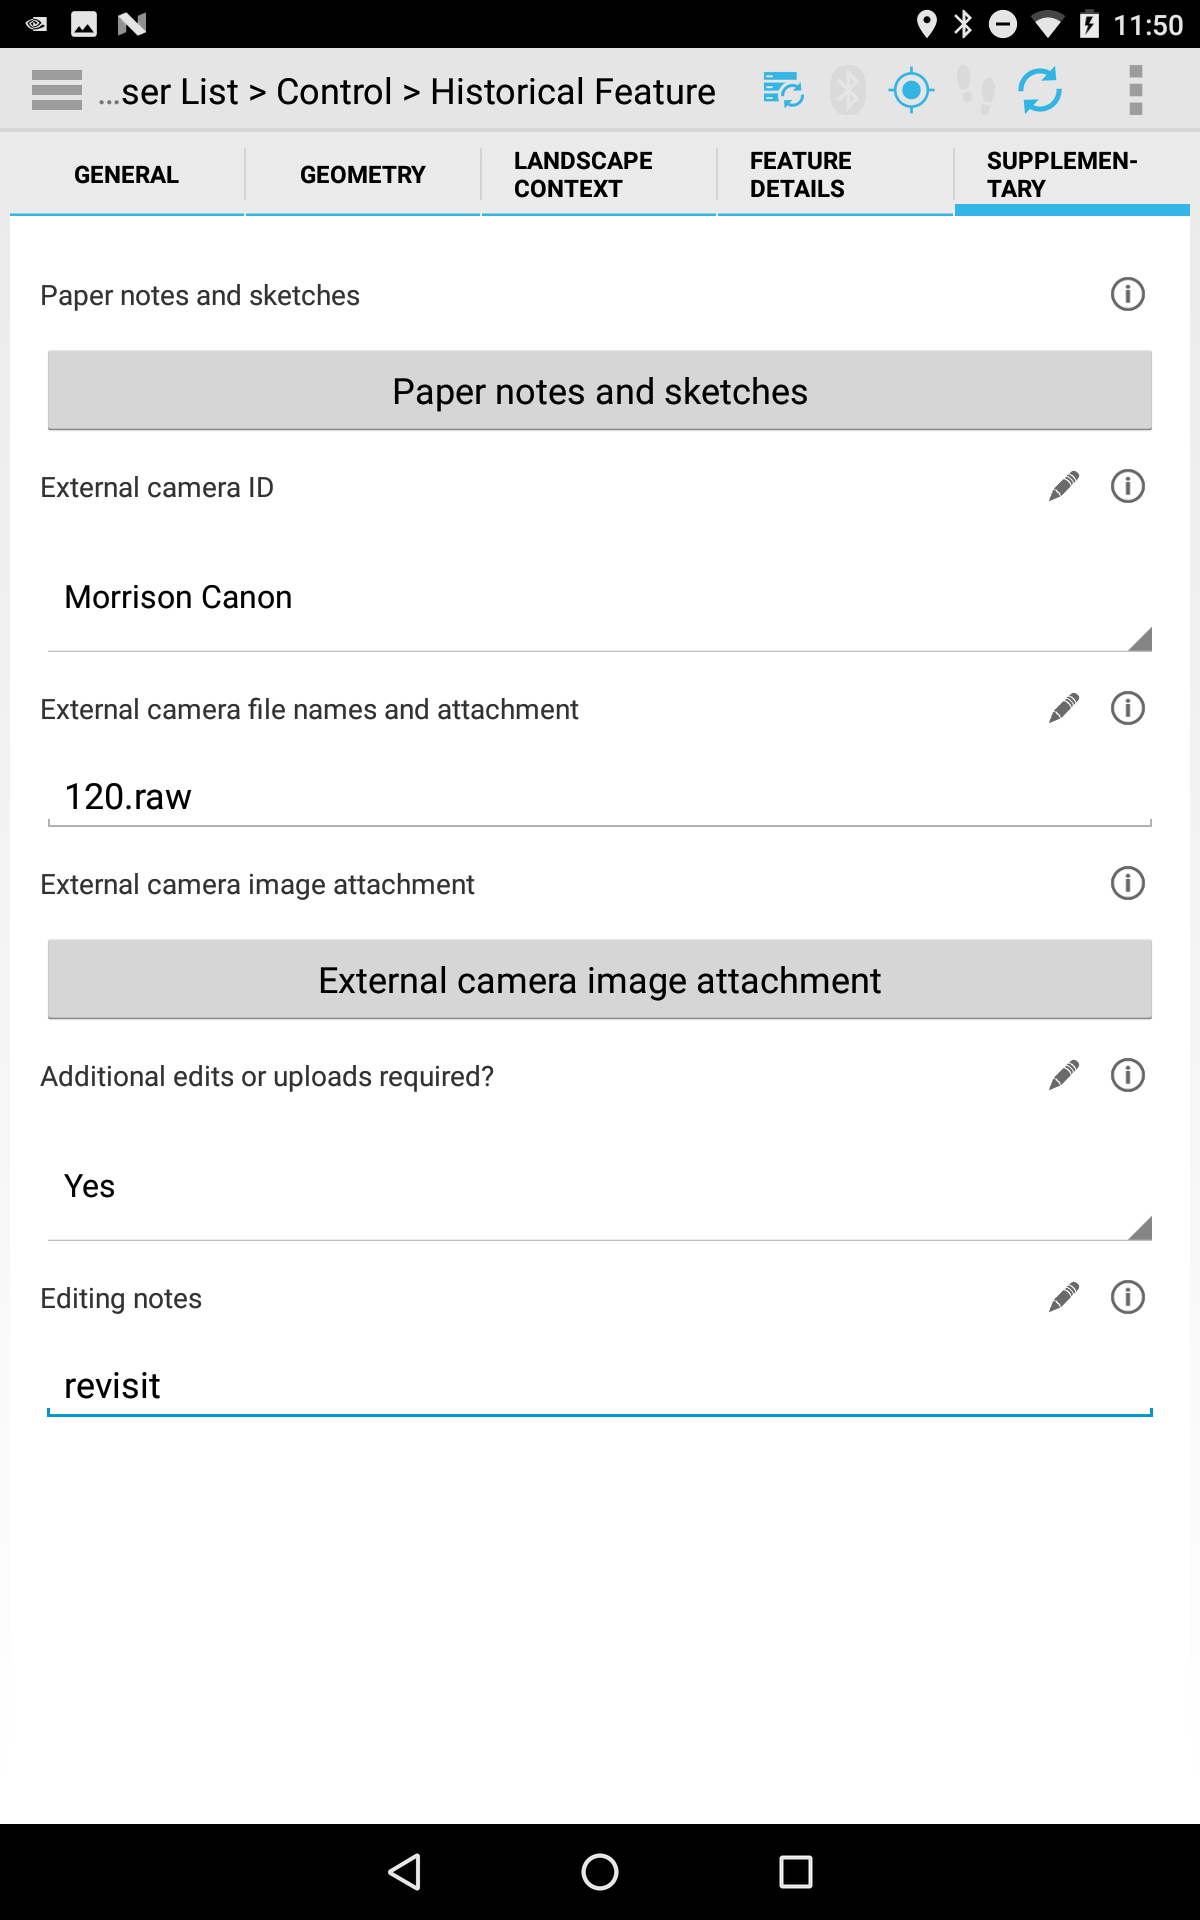 11:50
...ser List > Control > Historical Feature
GENERAL
GEOMETRY
LANDSCAPE
CONTEXT
FEATURE
DETAILS
SUPPLEMEN-
TARY
Paper notes and sketches
Paper notes and sketches
External camera ID
Morrison Canon
External camera file names and attachment
120.raw
External camera image attachment
External camera image attachment
Additional edits or uploads required?
Yes
Editing notes
revisit